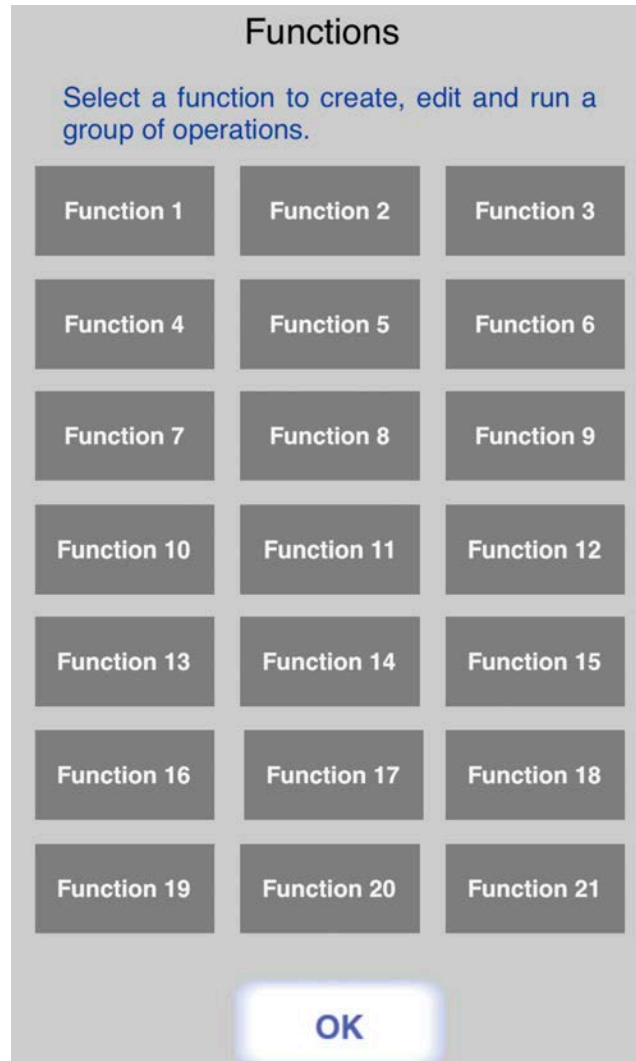 Functions
Select a function to create, edit and run a
group of operations.
Function 1
Function 2
Function 3
Function 4
Function 5
Function 6
Function 7
Function 8
Function 9
Function 10
Function 11
Function 12
Function 13
Function 14
Function 15
Function 16
Function 17
Function 18
Function 19
Function 20
Function 21
OK